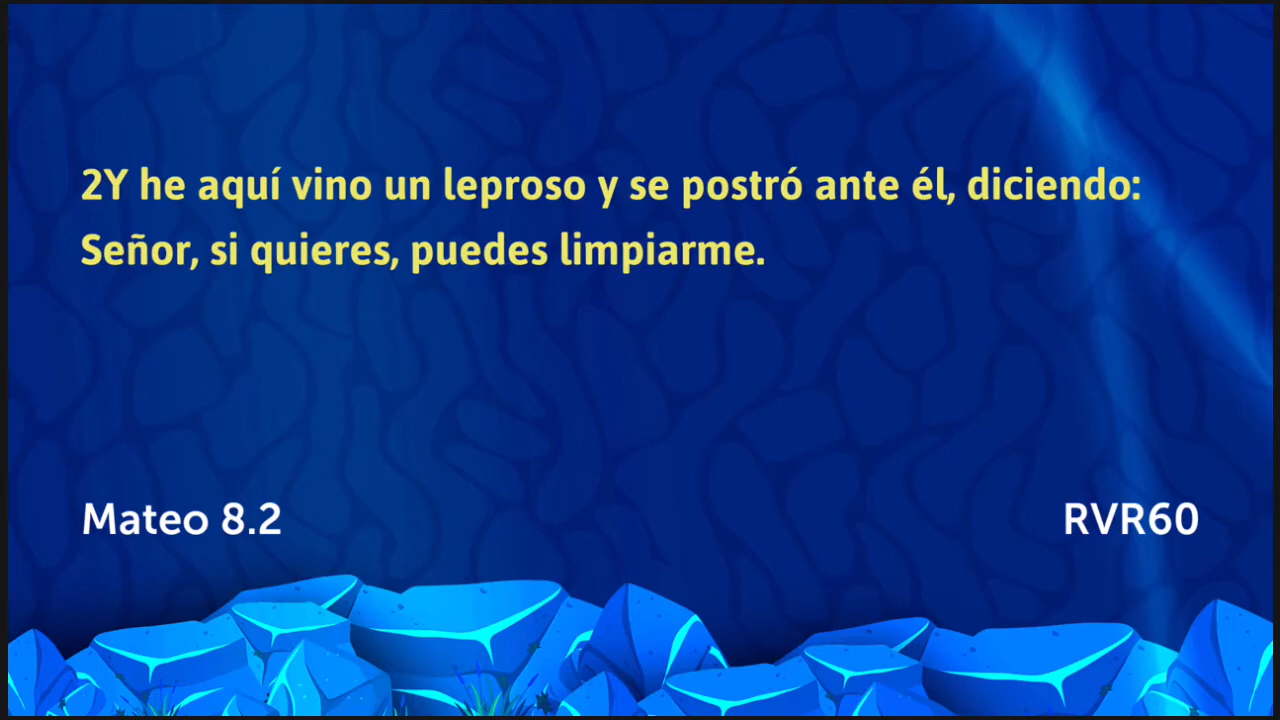 2Y he aquí vino un leproso y se postró ante él, diciendo:
Señor, si quieres, puedes limpiarme.
Mateo 8.2
RVR60